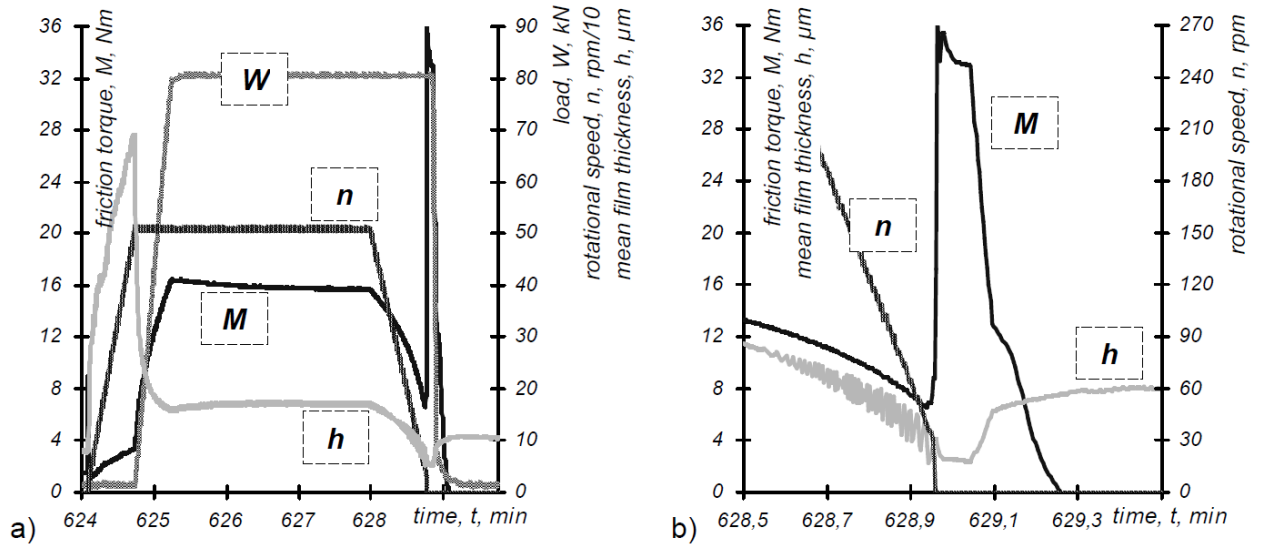 36
32
28
24
20
16
12
8
4
0
friction torque, M, Nm
W
n
M
h
90
80
70
60
50
40
30
20
10
0
load, W, kN
rotational speed, n, rpm/10
mean film thickness, h, µm
624 625 626 627 628 time, t, min
a)
36
32
28
24
20
16
12
8
4
0
friction torque, M, Nm
mean film thickness, h, µm
M
n
h
270
240
210
180
150
120
90
60
30
0
rotational speed, n, rpm
628,5 628,7 628,9 629,1 629,3 time, t, min
b)